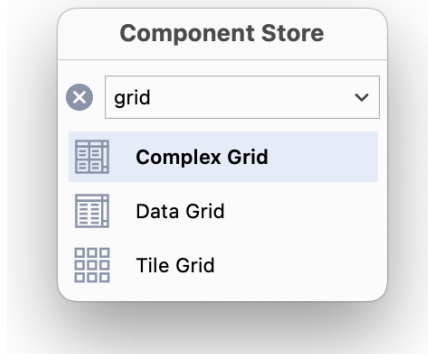 Component Store
grid
Complex Grid
Data Grid
Tile Grid